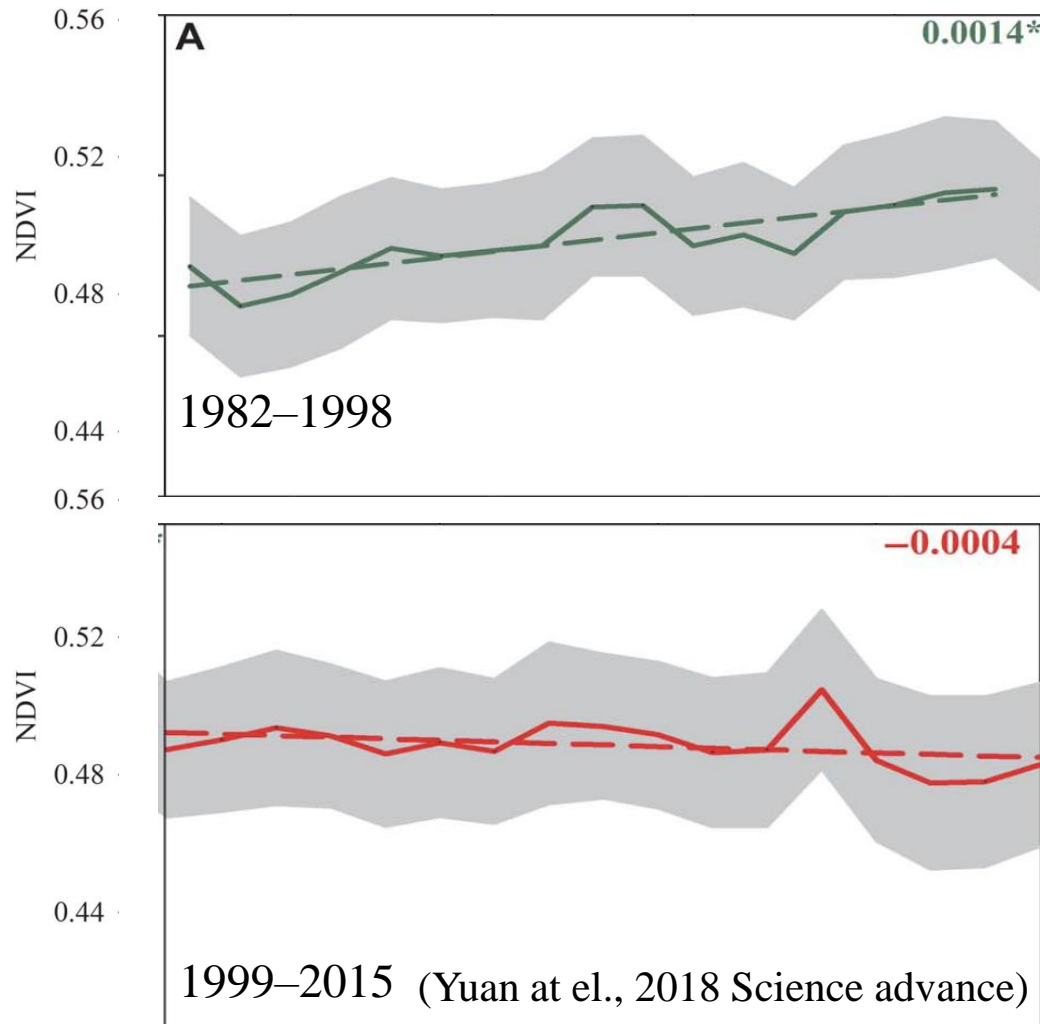 0.56
A
0.0014*
0.52
NDVI
0.48
1982–1998
0.44
0.56
–0.0004
0.52
NDVI
0.48
0.44
1999–2015 (Yuan at el., 2018 Science advance)